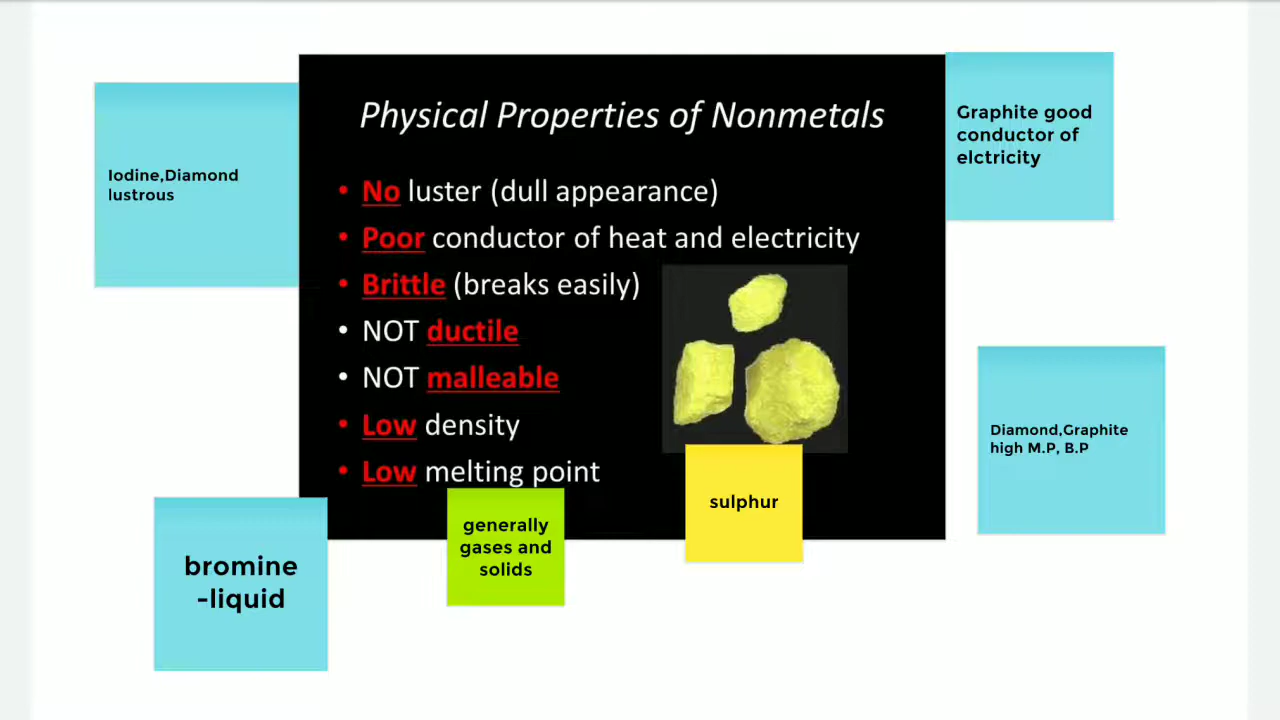 Physical Properties of Nonmetals
• No luster (dull appearance)
• Poor conductor of heat and electricity
• Brittle (breaks easily)
• NOT ductile
• NOT malleable
• Low density
• Low melting point
Iodine,Diamond
lustrous
Graphite good
conductor of
elctricity
Diamond,Graphite
high M.P, B.P
sulphur
generally
gases and
solids
bromine
-liquid